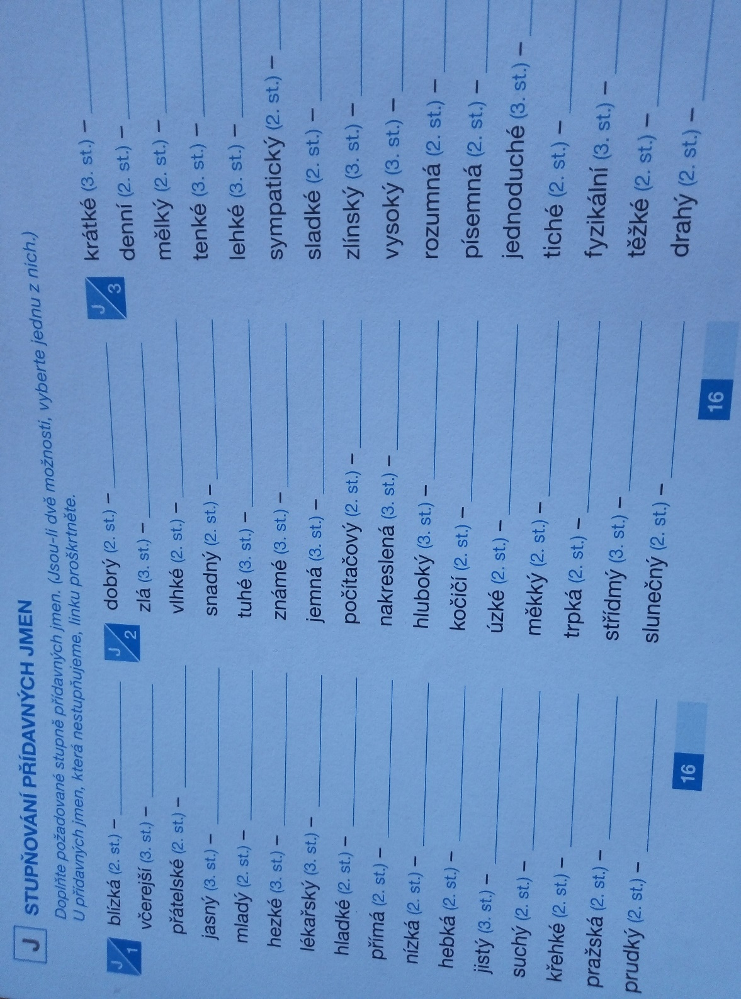 J STUPŇOVÁNÍ PŘÍDAVNÝCH JMEN
Doplňte požadované stupně přídavných jmen. (Jsou-li dvě možnosti, vyberte jednu z nich.)
U přídavných jmen, která nestupňujeme, linku proškrtněte.
J/1
blízká (2. st.) –
včerejší (3. st.) –
přátelské (2. st.) –
jasný (3. st.) –
mladý (2. st.) –
hezké (3. st.) –
lékařský (3. st.) –
hladké (2. st.) –
přímá (2. st.) –
nízká (2. st.) –
hebká (2. st.) –
jistý (3. st.) –
suchý (2. st.) –
křehké (2. st.) –
pražská (2. st.) –
prudký (2. st.) –
16
J/2
dobrý (2. st.) –
zlá (3. st.) –
vlhké (2. st.) –
snadný (2. st.) –
tuhé (3. st.) –
známé (3. st.) –
jemná (3. st.) –
počítačový (2. st.) –
nakreslená (3. st.) –
hluboký (3. st.) –
kočičí (2. st.) –
úzké (2. st.) –
měkký (2. st.) –
trpká (2. st.) –
střídmý (3. st.) –
slunečný (2. st.) –
16
J/3
krátké (3. st.) –
denní (2. st.) –
mělký (2. st.) –
tenké (3. st.) –
lehké (3. st.) –
sympatický (2. st.) –
sladké (2. st.) –
zlínský (3. st.) –
vysoký (3. st.) –
rozumná (2. st.) –
písemná (2. st.) –
jednoduché (3. st.) –
tiché (2. st.) –
fyzikální (3. st.) –
těžké (2. st.) –
drahý (2. st.) –